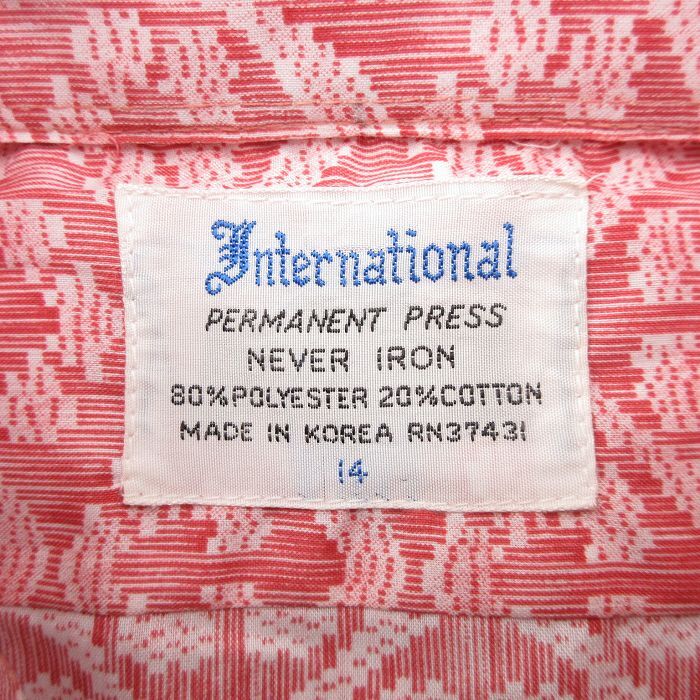 International
PERMANENT PRESS
NEVER IRON
80%POLYESTER 20%COTTON
MADE IN KOREA RN37431
14